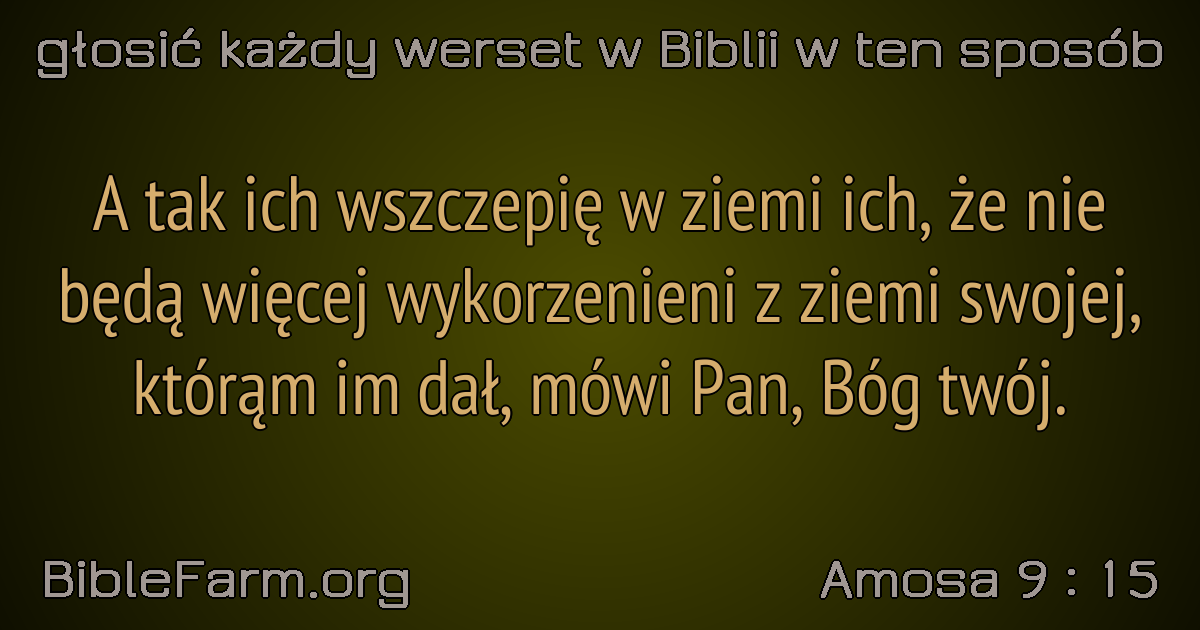 głosić każdy werset w Biblii w ten sposób
A tak ich wszczepię w ziemi ich, że nie
będą więcej wykorzenieni z ziemi swojej,
którąm im dał, mówi Pan, Bóg twój.
BibleFarm.org
Amosa 9 : 15